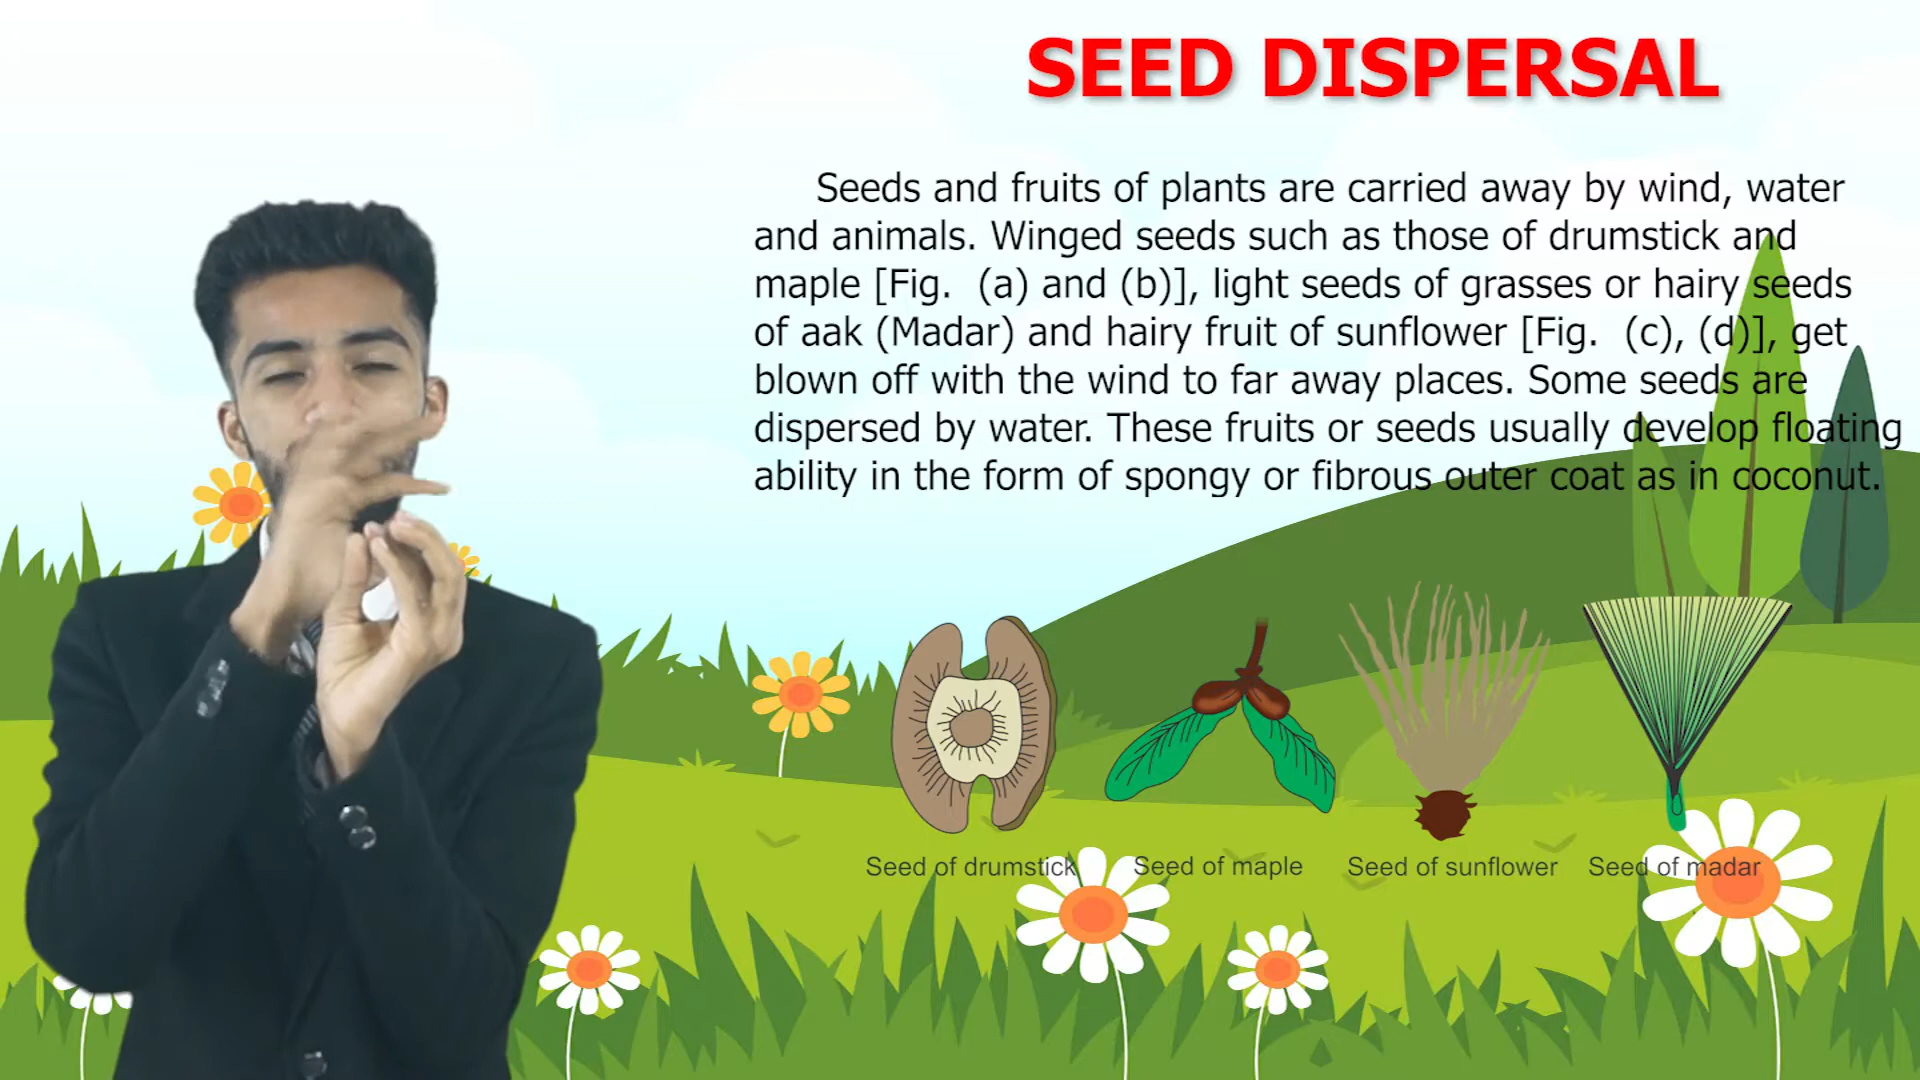 SEED DISPERSAL
Seeds and fruits of plants are carried away by wind, water
and animals. Winged seeds such as those of drumstick and
maple [Fig.  (a) and (b)], light seeds of grasses or hairy seeds
of aak (Madar) and hairy fruit of sunflower [Fig.  (c), (d)], get
blown off with the wind to far away places. Some seeds are
dispersed by water. These fruits or seeds usually develop floating
ability in the form of spongy or fibrous outer coat as in coconut.
Seed of drumstick
Seed of maple
Seed of sunflower
Seed of madar